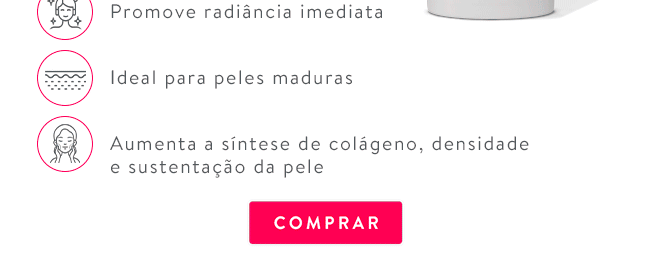 Promove radiância imediata
Ideal para peles maduras
Aumenta a síntese de colágeno, densidade
e sustentação da pele
COMPRAR